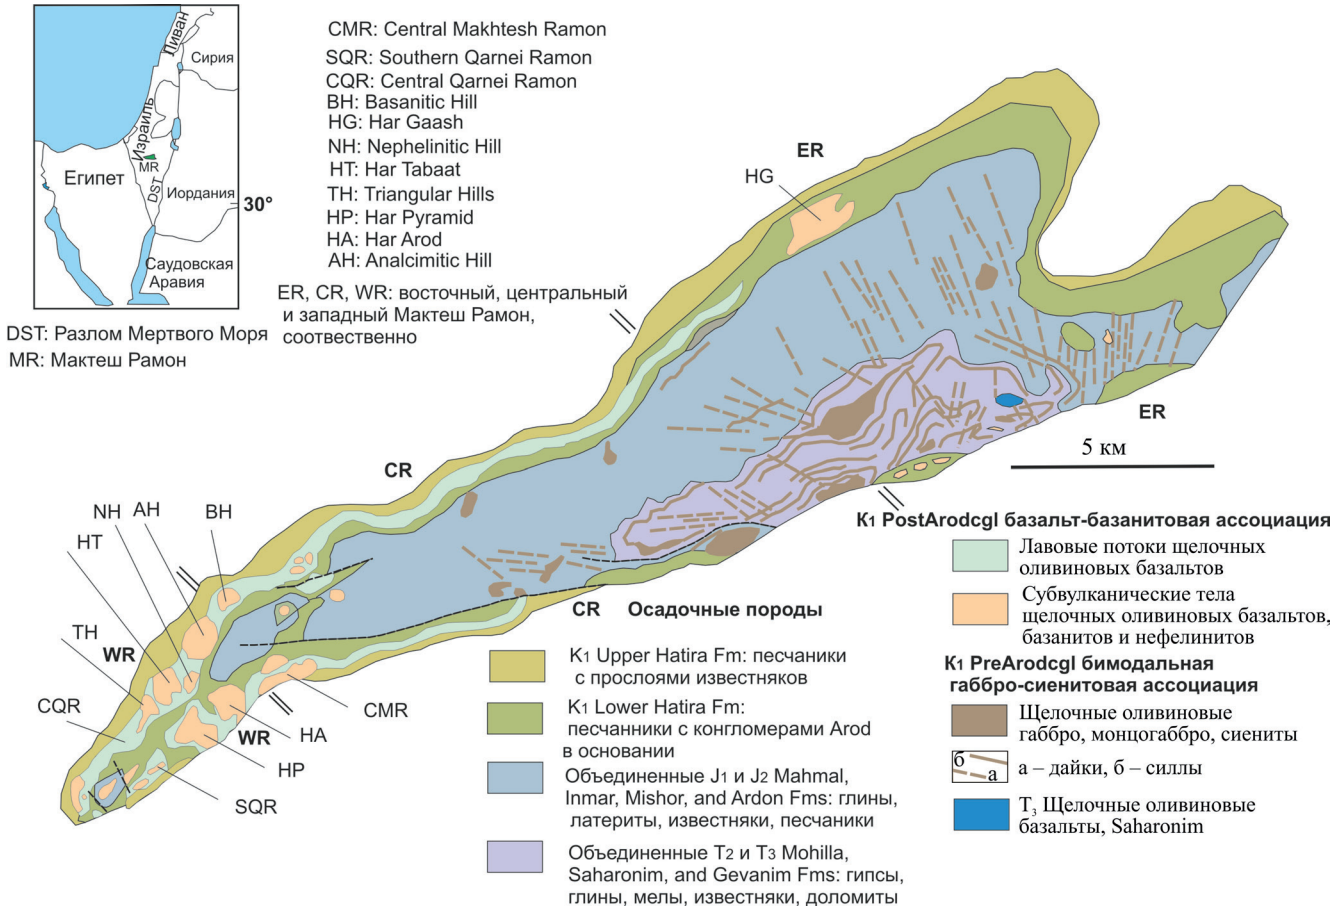 Ливан
Сирия
Израиль
MR
Египет
DST
Иордания
30°
Саудовская
Аравия
DST: Разлом Мертвого Моря
MR: Мактеш Рамон
CMR: Central Makhtesh Ramon
SQR: Southern Qarnei Ramon
CQR: Central Qarnei Ramon
BH: Basanitic Hill
HG: Har Gaash
NH: Nephelinitic Hill
HT: Har Tabaat
TH: Triangular Hills
HP: Har Pyramid
HA: Har Arod
AH: Analcimitic Hill
ER, CR, WR: восточный, центральный
и западный Мактеш Рамон,
соотвественно
ER
HG
ER
5 км
CR
NH
AH
BH
HT
TH
WR
CQR
WR
CMR
HA
HP
SQR
CR
Осадочные породы
K1 Upper Hatira Fm: песчаники
с прослоями известняков
K1 Lower Hatira Fm:
песчанники с конгломерами Arod
в основании
Объединенные J1 и J2 Mahmal,
Inmar, Mishor, and Ardon Fms: глины,
латериты, известняки, песчаники
Объединенные T2 и T3 Mohilla,
Saharonim, and Gevanim Fms: гипсы,
глины, мелы, известняки, доломиты
K1 PostArodcgl базальт-базанитовая ассоциация
Лавовые потоки щелочных
оливиновых базальтов
Субвулканические тела
щелочных оливиновых базальтов,
базанитов и нефелинитов
K1 PreArodcgl бимодальная
габбро-сиенитовая ассоциация
Щелочные оливиновые
габбро, монцогаббро, сиениты
б
а
а – дайки, б – силлы
T3 Щелочные оливиновые
базальты, Saharonim